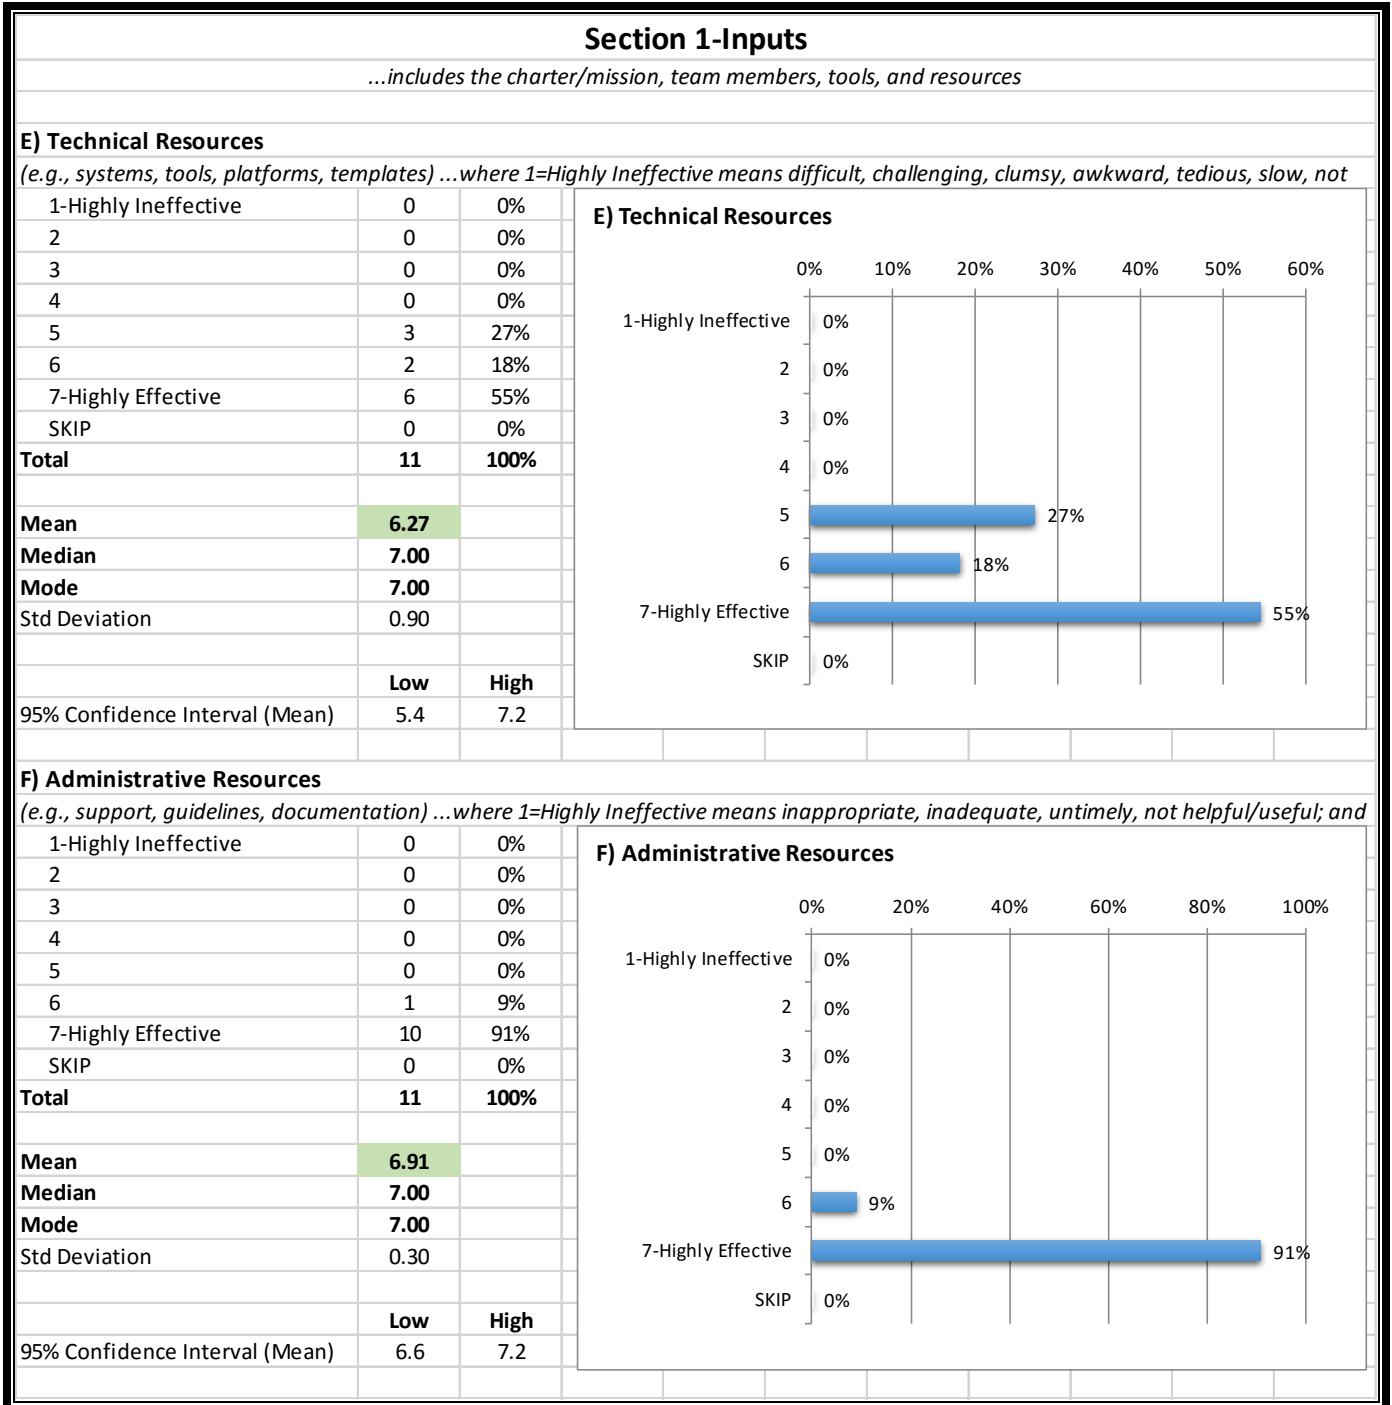 Section 1-Inputs
...includes the charter/mission, team members, tools, and resources
E) Technical Resources
(e.g., systems, tools, platforms, templates) ...where 1=Highly Ineffective means difficult, challenging, clumsy, awkward, tedious, slow, not
1-Highly Ineffective 0 0%
2 0 0%
3 0 0%
4 0 0%
5 3 27%
6 2 18%
7-Highly Effective 6 55%
SKIP 0 0%
Total 11 100%
Mean 6.27
Median 7.00
Mode 7.00
Std Deviation 0.90
Low High
95% Confidence Interval (Mean) 5.4 7.2
E) Technical Resources
0% 10% 20% 30% 40% 50% 60%
1-Highly Ineffective 0%
2 0%
3 0%
4 0%
5 27%
6 18%
7-Highly Effective 55%
SKIP 0%
F) Administrative Resources
(e.g., support, guidelines, documentation) ...where 1=Highly Ineffective means inappropriate, inadequate, untimely, not helpful/useful; and
1-Highly Ineffective 0 0%
2 0 0%
3 0 0%
4 0 0%
5 0 0%
6 1 9%
7-Highly Effective 10 91%
SKIP 0 0%
Total 11 100%
Mean 6.91
Median 7.00
Mode 7.00
Std Deviation 0.30
Low High
95% Confidence Interval (Mean) 6.6 7.2
F) Administrative Resources
0% 20% 40% 60% 80% 100%
1-Highly Ineffective 0%
2 0%
3 0%
4 0%
5 0%
6 9%
7-Highly Effective 91%
SKIP 0%